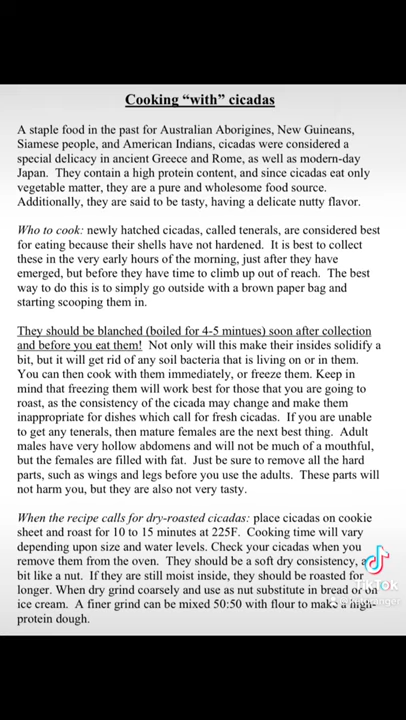 Cooking “with” cicadas
A staple food in the past for Australian Aborigines, New Guineans,
Siamese people, and American Indians, cicadas were considered a
special delicacy in ancient Greece and Rome, as well as modern-day
Japan.  They contain a high protein content, and since cicadas eat only
vegetable matter, they are a pure and wholesome food source.
Additionally, they are said to be tasty, having a delicate nutty flavor.
Who to cook: newly hatched cicadas, called tenerals, are considered best
for eating because their shells have not hardened.  It is best to collect
these in the very early hours of the morning, just after they have
emerged, but before they have time to climb up out of reach.  The best
way to do this is to simply go outside with a brown paper bag and
starting scooping them in.
They should be blanched (boiled for 4-5 mintues) soon after collection
and before you eat them!  Not only will this make their insides solidify a
bit, but it will get rid of any soil bacteria that is living on or in them.
You can then cook with them immediately, or freeze them.  Keep in
mind that freezing them will work best for those that you are going to
roast, as the consistency of the cicada may change and make them
inappropriate for dishes which call for fresh cicadas.  If you are unable
to get any tenerals, then mature females are the next best thing.  Adult
males have very hollow abdomens and will not be much of a mouthful,
but the females are filled with fat.  Just be sure to remove all the hard
parts, such as wings and legs before you use the adults.  These parts will
not harm you, but they are also not very tasty.
When the recipe calls for dry-roasted cicadas: place cicadas on cookie
sheet and roast for 10 to 15 minutes at 225F.  Cooking time will vary
depending upon size and water levels. Check your cicadas when you
remove them from the oven.  They should be a soft dry consistency, a
bit like a nut.  If they are still moist inside, they should be roasted for
longer. When dry grind coarsely and use as nut substitute in bread or on
ice cream.  A finer grind can be mixed 50:50 with flour to make a high-
protein dough.
TikTok